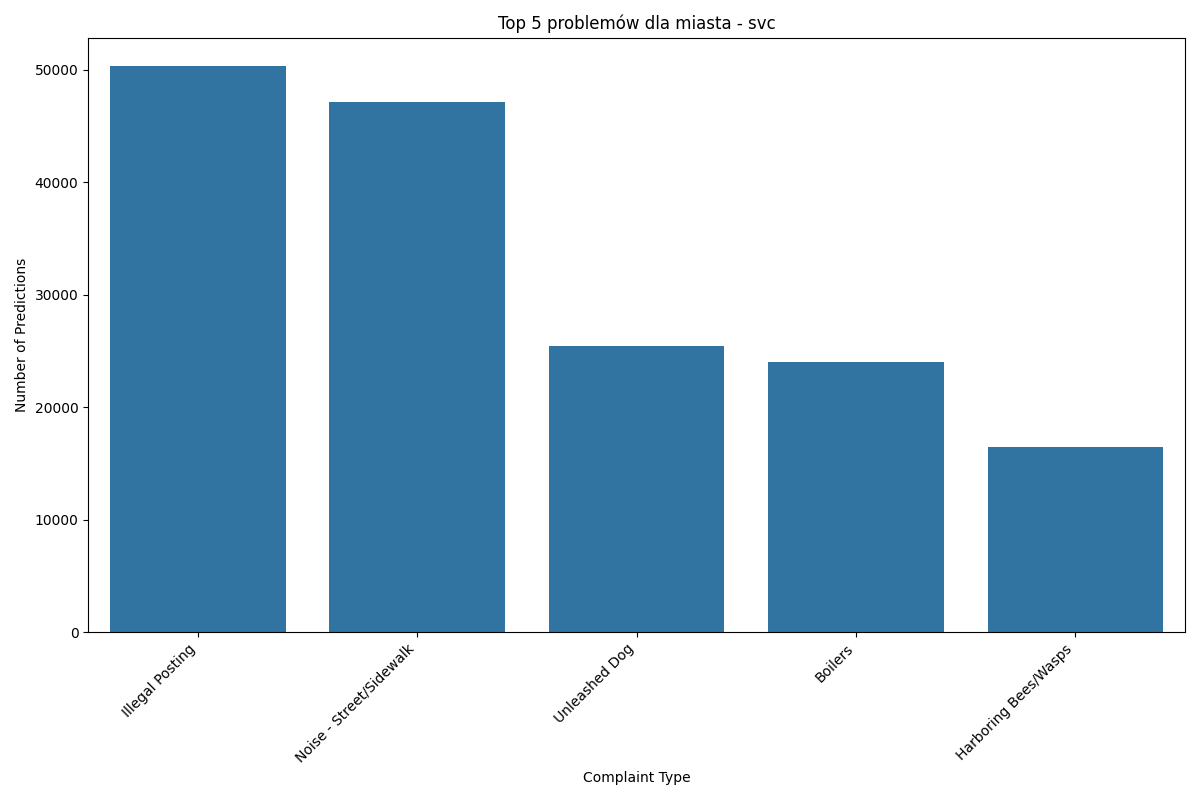 Top 5 problemów dla miasta - svc
Number of Predictions
50000
40000
30000
20000
10000
0
Illegal Posting
Noise - Street/Sidewalk
Unleashed Dog
Boilers
Harboring Bees/Wasps
Complaint Type